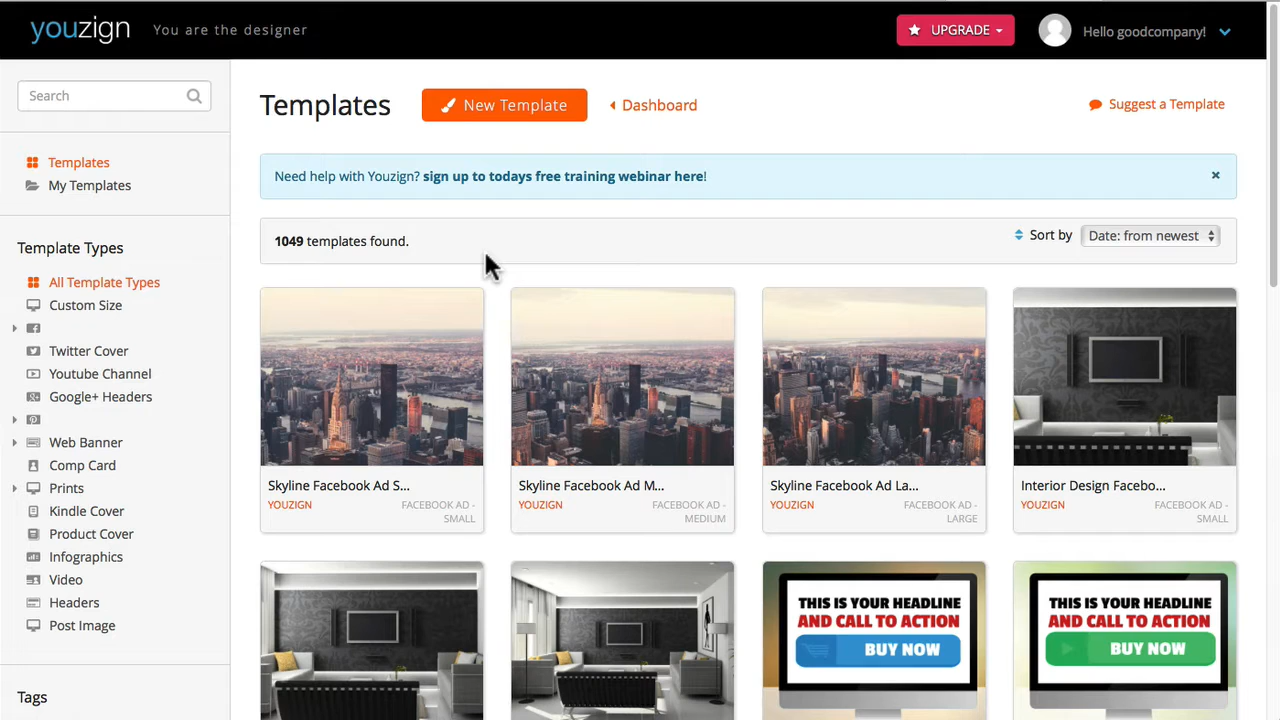 youzign
You are the designer
UPGRADE
Hello goodcompany!
Search
Templates
My Templates
Template Types
All Template Types
Custom Size
Twitter Cover
Youtube Channel
Google+ Headers
Web Banner
Comp Card
Prints
Kindle Cover
Product Cover
Infographics
Video
Headers
Post Image
Tags
Templates
New Template
Dashboard
Suggest a Template
Need help with Youzign? sign up to todays free training webinar here!
×
1049 templates found.
Sort by
Date: from newest
Skyline Facebook Ad S...
YOUZIGN
FACEBOOK AD -
SMALL
Skyline Facebook Ad M...
YOUZIGN
FACEBOOK AD -
MEDIUM
Skyline Facebook Ad La...
YOUZIGN
FACEBOOK AD -
LARGE
Interior Design Facebo...
YOUZIGN
FACEBOOK AD -
SMALL
THIS IS YOUR HEADLINE
AND CALL TO ACTION
BUY NOW
THIS IS YOUR HEADLINE
AND CALL TO ACTION
BUY NOW